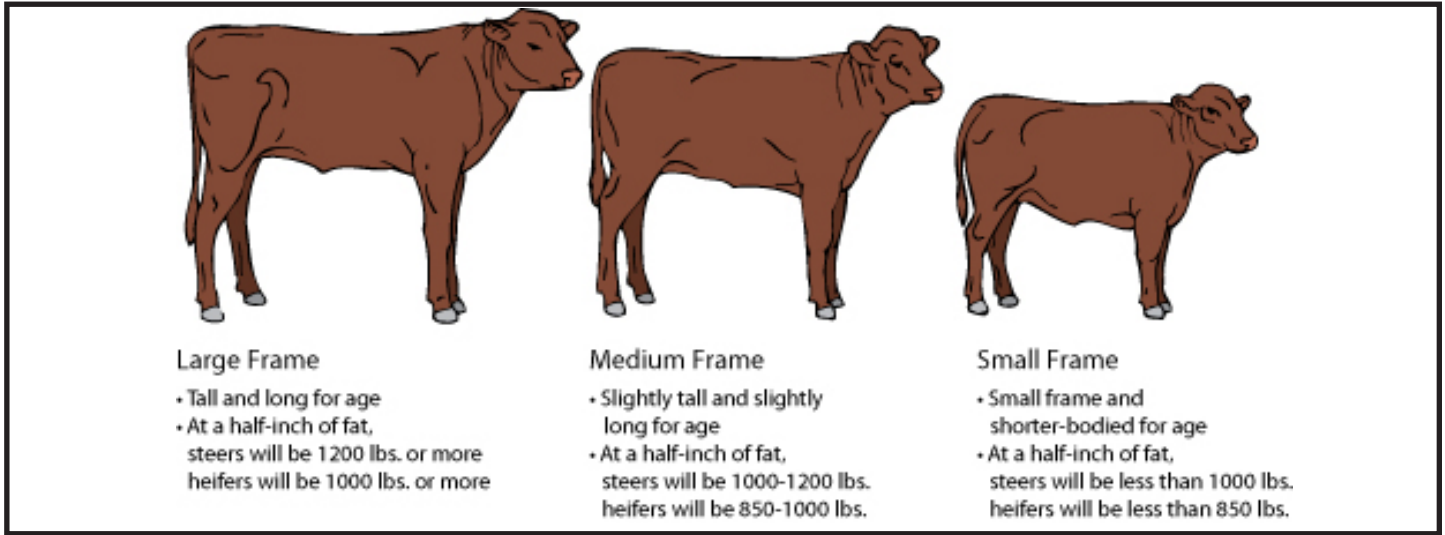 Large Frame
• Tall and long for age
• At a half-inch of fat,
steers will be 1200 lbs. or more
heifers will be 1000 lbs. or more
Medium Frame
• Slightly tall and slightly
long for age
• At a half-inch of fat,
steers will be 1000-1200 lbs.
heifers will be 850-1000 lbs.
Small Frame
• Small frame and
shorter-bodied for age
• At a half-inch of fat,
steers will be less than 1000 lbs.
heifers will be less than 850 lbs.